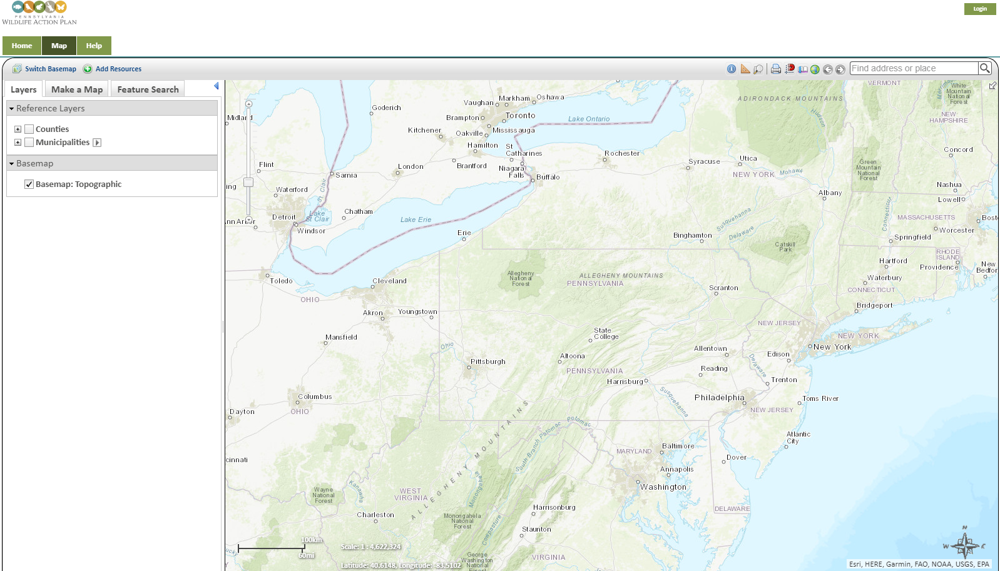 PENNSYLVANIA
WILDLIFE ACTION PLAN
Login
Home
Map
Help
Switch Basemap
Add Resources
Find address or place
Layers
Make a Map
Feature Search
Reference Layers
Counties
Municipalities
Basemap
Basemap: Topographic
VERMONT
White
Mountain
National
Forest
ADIRONDACK MOUNTAINS
Vaughan
Markham
Oshawa
Goderich
Midland
Brampton
Toronto
Lake Ontario
Hudson
NEW
HAMPSHIRE
Kitchener
Oakville
Mississauga
Hamilton
St
Catharines
Rochester
Concord
Flint
London
Brantford
Niagara
Falls
Syracuse
Utica
Green
Mountain
National
Forest
Sarnia
Buffalo
NEW YORK
Mohawk
ing
St. Clair
Nashua
Waterford
Albany
Lowell
Detroit
Lake
St Clair
Chatham
Lake Erie
Susquehanna
Connecticut
MASSACHUSETTS
Bost
nn Arbor
Windsor
Erie
Binghamton
Delaware
Worcester
Springfield
Catskill
Park
RHODE
ISLAND
Hartford
Providence
New
Bedfor
Toledo
Cleveland
Allegheny
National
Forest
ALLEGHENY MOUNTAINS
PENNSYLVANIA
Waterbury
Scranton
CONNECTICUT
OHIO
Akron
Youngstown
Bridgeport
NEW JERSEY
Mansfield
State
College
NEW YORK
Ohio
Allentown
New York
Pittsburgh
Altoona
Edison
PENNSYLVANIA
Reading
Delaware
Harrisburg
Trenton
Columbus
Susquehanna
Philadelphia
Toms River
OHIO
Dayton
NEW JERSEY
Potomac
South Branch Potomac
ALLEGHENY MOUNTAINS
Atlantic
City
cinnati
MARYLAND
Baltimore
Dover
Annapolis
Kanawha
Wayne
National
Forest
WEST
VIRGINIA
Washington
Charleston
Harrisonburg
DELAWARE
Monongahela
National
Forest
Cowpasture
Staunton
100km
60mi
Scale: 1 : 4,622,324
George
Washington
National
Forest
VIRGINIA
Latitude: 40.6148, Longitude: -83.5102
N
W
E
Esri, HERE, Garmin, FAO, NOAA, USGS, EPA